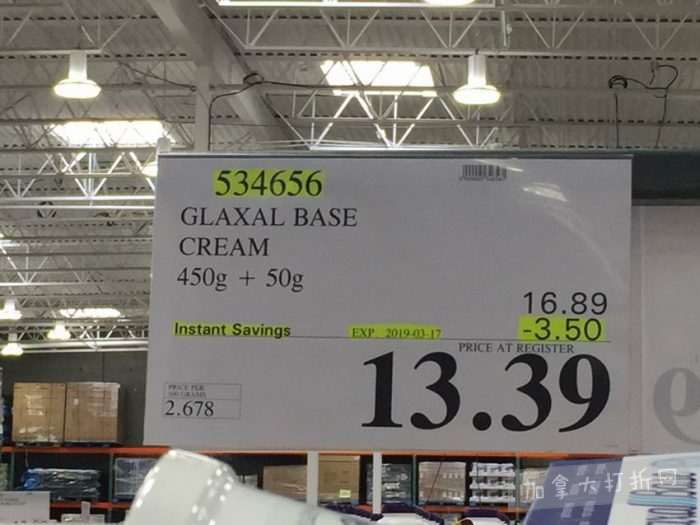 534656
GLAXAL BASE
CREAM
450g + 50g
16.89
Instant Savings EXP. 2019-03-17 -3.50
PRICE AT REGISTER
13.39
PRICE PER
100 GRAMS
2.678
加拿大打折网